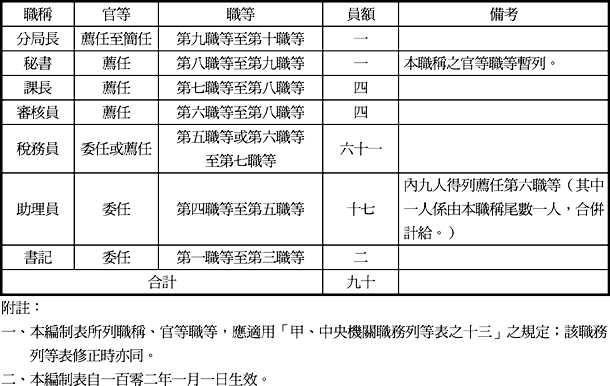 職稱 官等 職等 員額 備考
分局長 薦任至簡任 第九職等至第十職等 一
秘書 薦任 第八職等至第九職等 一 本職稱之官等職等暫列。
課長 薦任 第七職等至第八職等 四
審核員 薦任 第六職等至第八職等 四
稅務員 委任或薦任 第五職等或第六職等
至第七職等 六十一
助理員 委任 第四職等至第五職等 十七 內九人得列薦任第六職等（其中
一人係由本職稱尾數一人，合併
計給。）
書記 委任 第一職等至第三職等 二
合計 九十
附註：
一、本編制表所列職稱、官等職等，應適用「甲、中央機關職務列等表之十三」之規定；該職務
列等表修正時亦同。
二、本編制表自一百零二年一月一日生效。